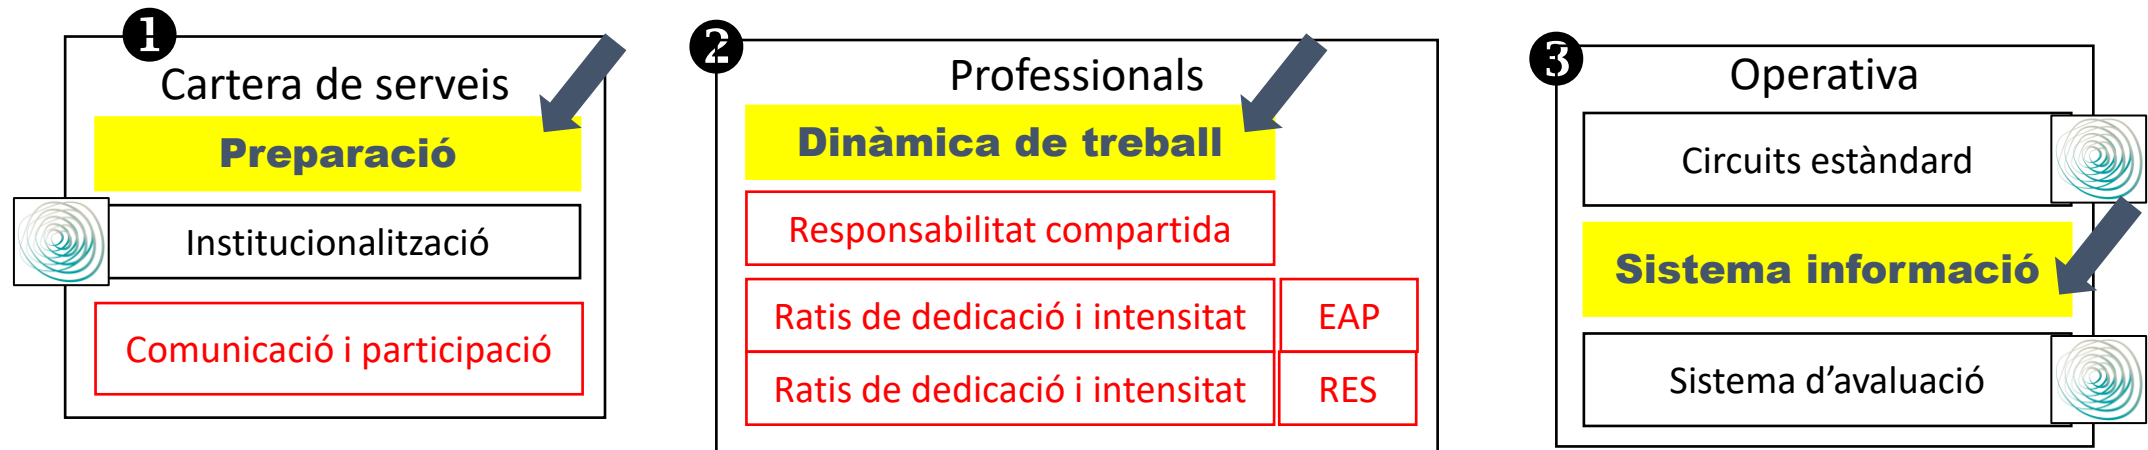 1
Cartera de serveis
Preparació
Institucionalització
Comunicació i participació
2
Professionals
Dinàmica de treball
Responsabilitat compartida
Ratis de dedicació i intensitat EAP
Ratis de dedicació i intensitat RES
3
Operativa
Circuits estàndard
Sistema informació
Sistema d’avaluació